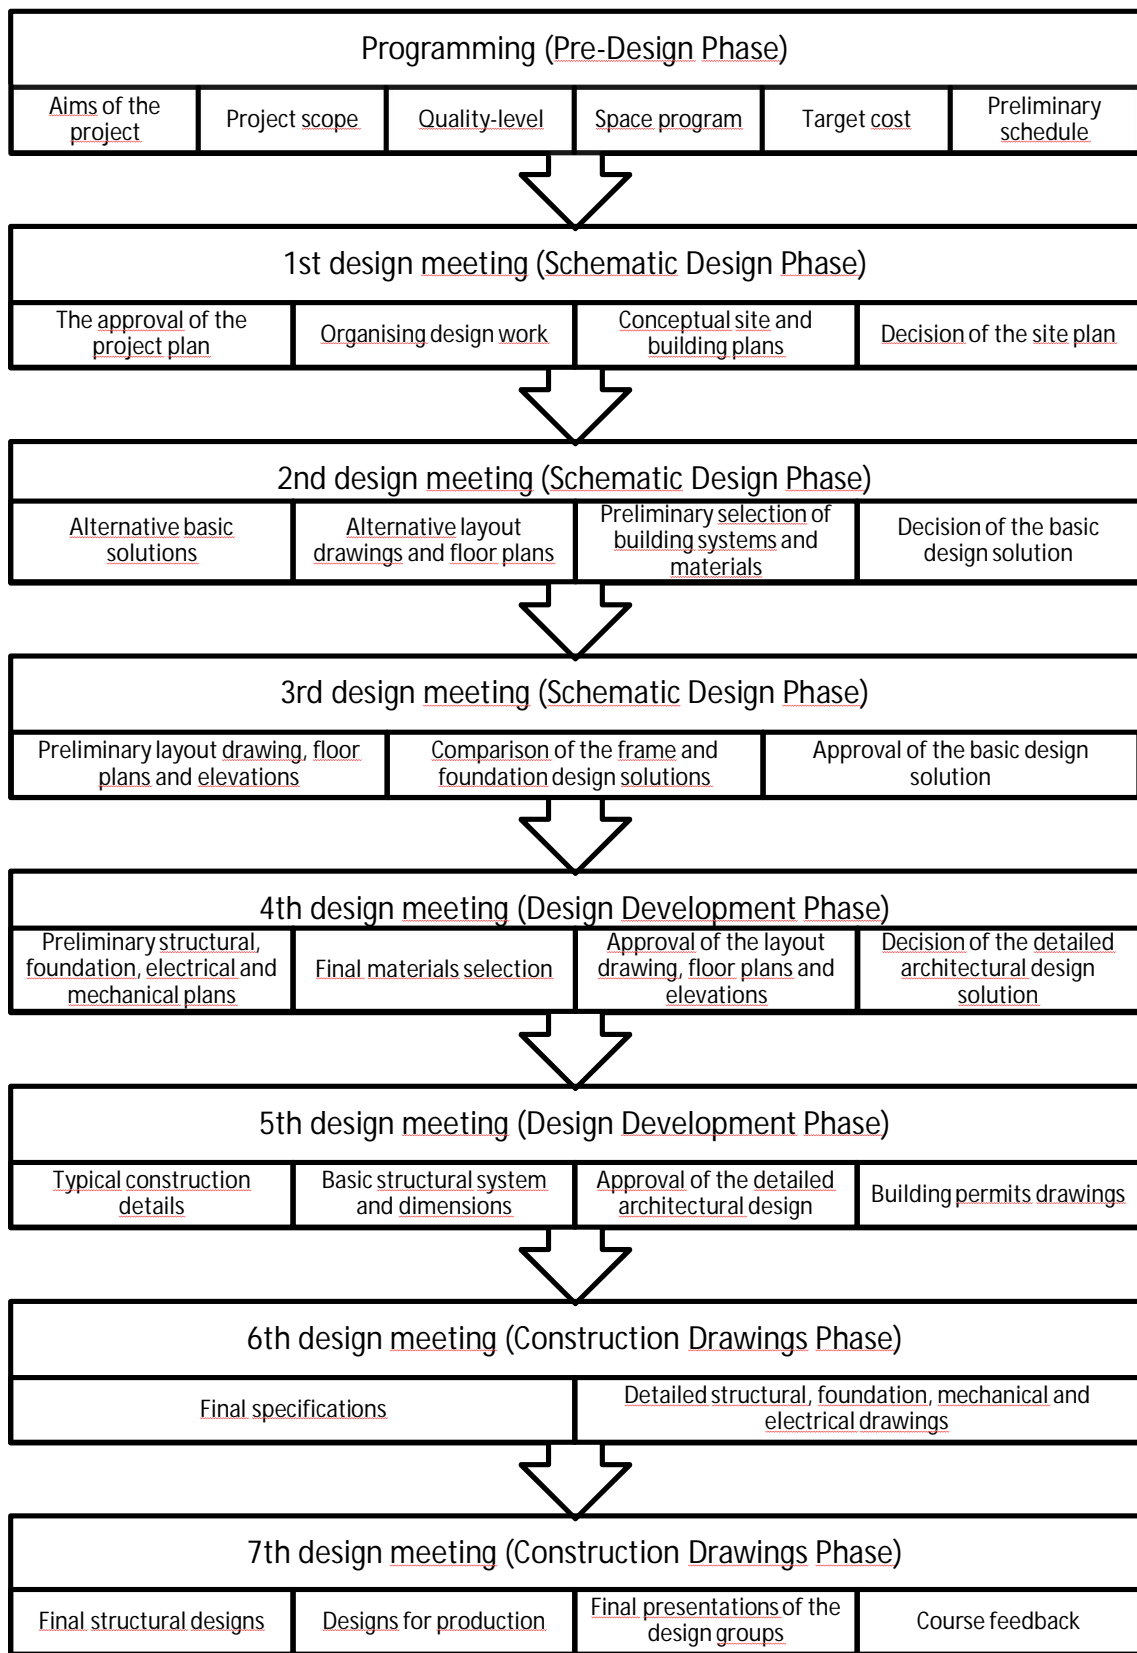 Programming (Pre-Design Phase)
Aims of the
project
Project scope
Quality-level
Space program
Target cost
Preliminary
schedule
1st design meeting (Schematic Design Phase)
The approval of the
project plan
Organising design work
Conceptual site and
building plans
Decision of the site plan
2nd design meeting (Schematic Design Phase)
Alternative basic
solutions
Alternative layout
drawings and floor plans
Preliminary selection of
building systems and
materials
Decision of the basic
design solution
3rd design meeting (Schematic Design Phase)
Preliminary layout drawing, floor
plans and elevations
Comparison of the frame and
foundation design solutions
Approval of the basic design
solution
4th design meeting (Design Development Phase)
Preliminary structural,
foundation, electrical and
mechanical plans
Final materials selection
Approval of the layout
drawing, floor plans and
elevations
Decision of the detailed
architectural design
solution
5th design meeting (Design Development Phase)
Typical construction
details
Basic structural system
and dimensions
Approval of the detailed
architectural design
Building permits drawings
6th design meeting (Construction Drawings Phase)
Final specifications
Detailed structural, foundation, mechanical and
electrical drawings
7th design meeting (Construction Drawings Phase)
Final structural designs
Designs for production
Final presentations of the
design groups
Course feedback